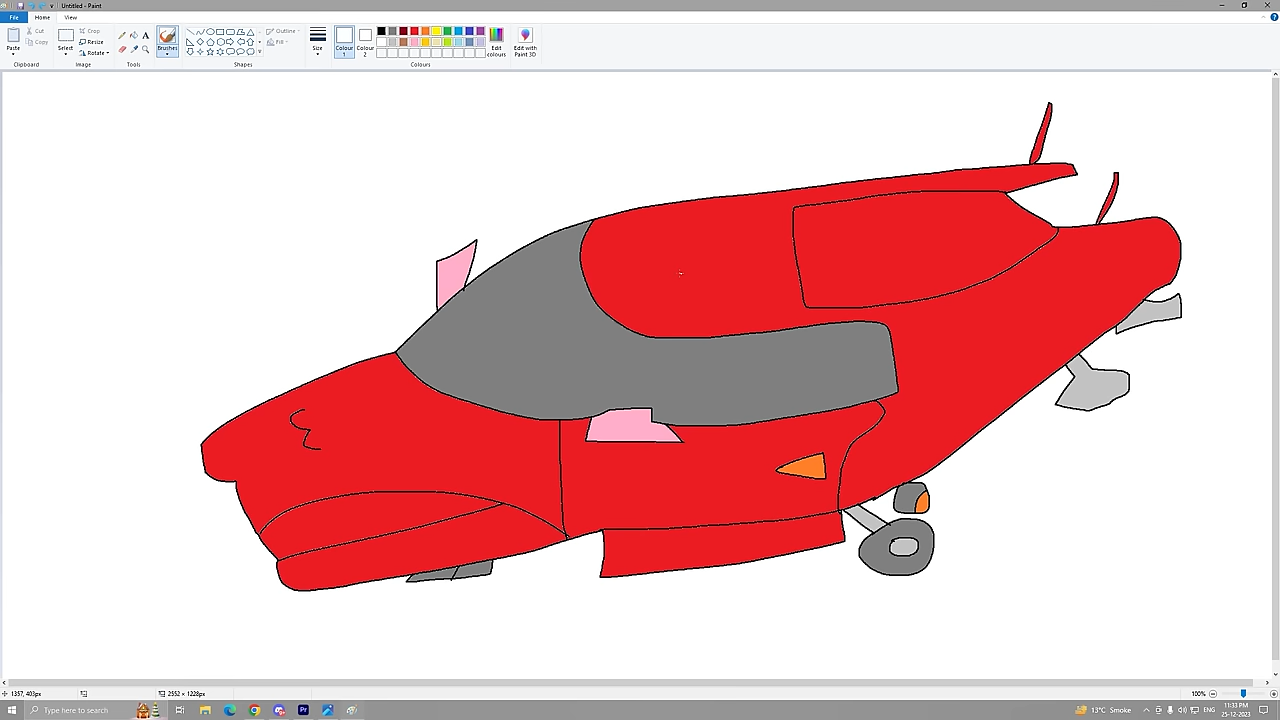 Untitled - Paint
File Home View
Paste Cut Copy
Clipboard
Select Crop Resize Rotate
Image
Tools
Brushes
Outline Fill
Shapes
Size
Colour 1
Colour 2
Edit colours
Edit with Paint 3D
Colours
1357, 403px
2552 × 1228px
100%
Type here to search
13°C Smoke
ENG
11:33 PM
25-12-2023